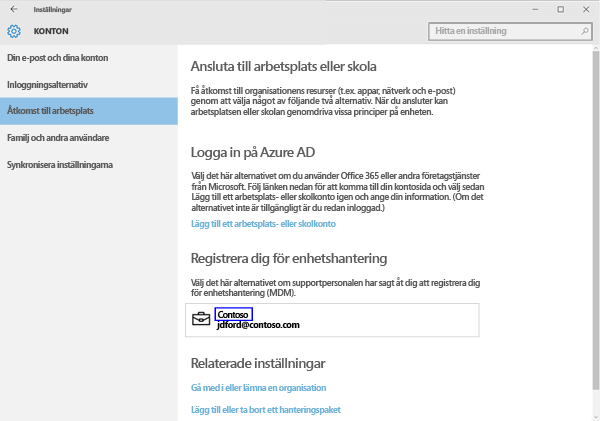 Inställningar
KONTON
Hitta en inställning
Din e-post och dina konton
Inloggningsalternativ
Åtkomst till arbetsplats
Familj och andra användare
Synkronisera inställningarna
Ansluta till arbetsplats eller skola
Få åtkomst till organisationens resurser (t.ex. appar, nätverk och e-post)
genom att välja något av följande två alternativ. När du ansluter kan
arbetsplatsen eller skolan genomdriva vissa principer på enheten.
Logga in på Azure AD
Välj det här alternativet om du använder Office 365 eller andra företagstjänster
från Microsoft. Följ länken nedan för att komma till din kontosida och välj sedan
Lägg till ett arbetsplats- eller skolkonto igen och ange din information. (Om det
alternativet inte är tillgängligt är du redan inloggad.)
Lägg till ett arbetsplats- eller skolkonto
Registrera dig för enhetshantering
Välj det här alternativet om supportpersonalen har sagt åt dig att registrera dig
för enhetshantering (MDM).
Contoso
jdford@contoso.com
Relaterade inställningar
Gå med i eller lämna en organisation
Lägg till eller ta bort ett hanteringspaket